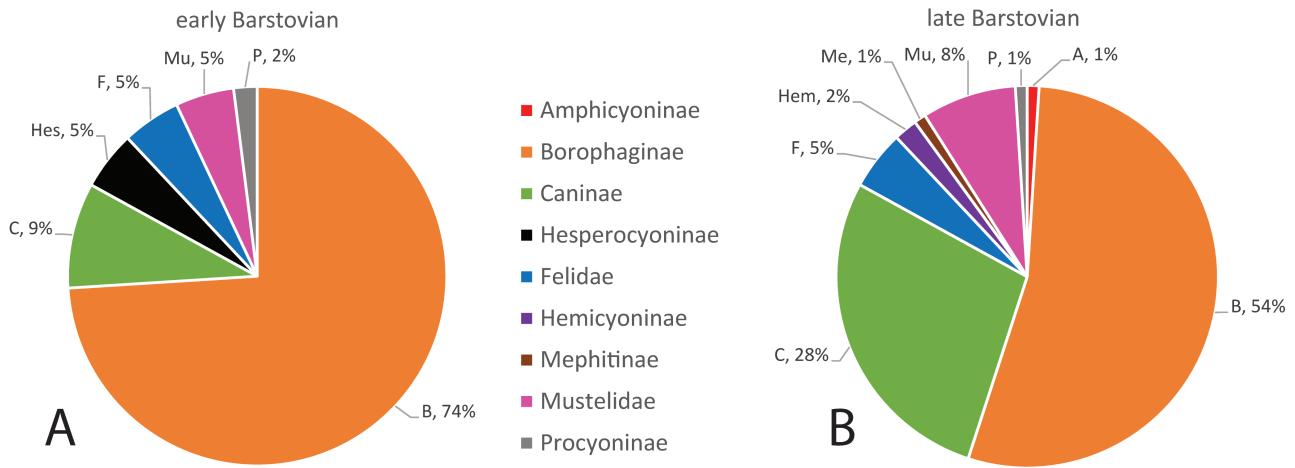 early Barstovian
Mu, 5%
P, 2%
F, 5%
Hes, 5%
C, 9%
B, 74%
A
Amphicyoninae
Borophaginae
Caninae
Hesperocyoninae
Felidae
Hemicyoninae
Mephitinae
Mustelidae
Procyoninae
late Barstovian
Me, 1%
Mu, 8%
P, 1%
A, 1%
Hem, 2%
F, 5%
B, 54%
C, 28%
B